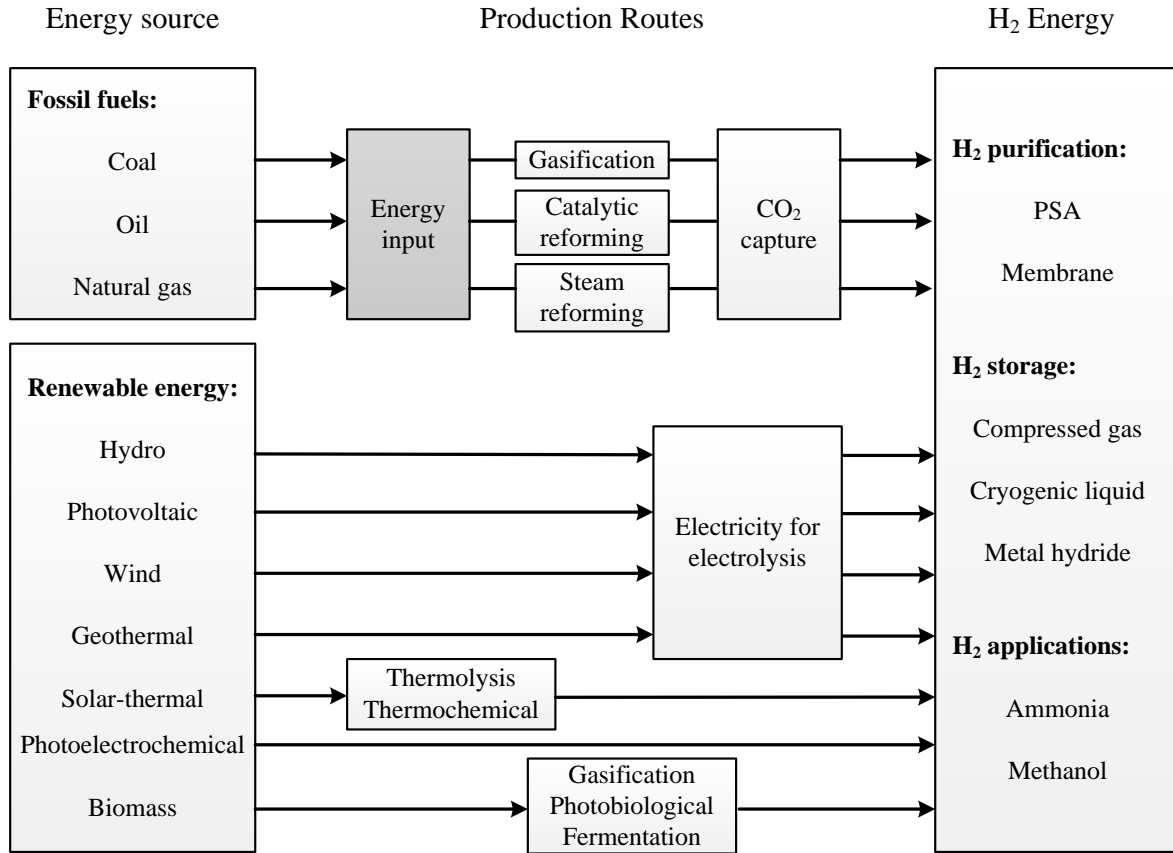 Energy source
Production Routes
H₂ Energy
Fossil fuels:
Coal
Oil
Natural gas
Energy
input
Gasification
Catalytic
reforming
Steam
reforming
CO₂
capture
Renewable energy:
Hydro
Photovoltaic
Wind
Geothermal
Solar-thermal
Photoelectrochemical
Biomass
Electricity for
electrolysis
Thermolysis
Thermochemical
Gasification
Photobiological
Fermentation
H₂ purification:
PSA
Membrane
H₂ storage:
Compressed gas
Cryogenic liquid
Metal hydride
H₂ applications:
Ammonia
Methanol